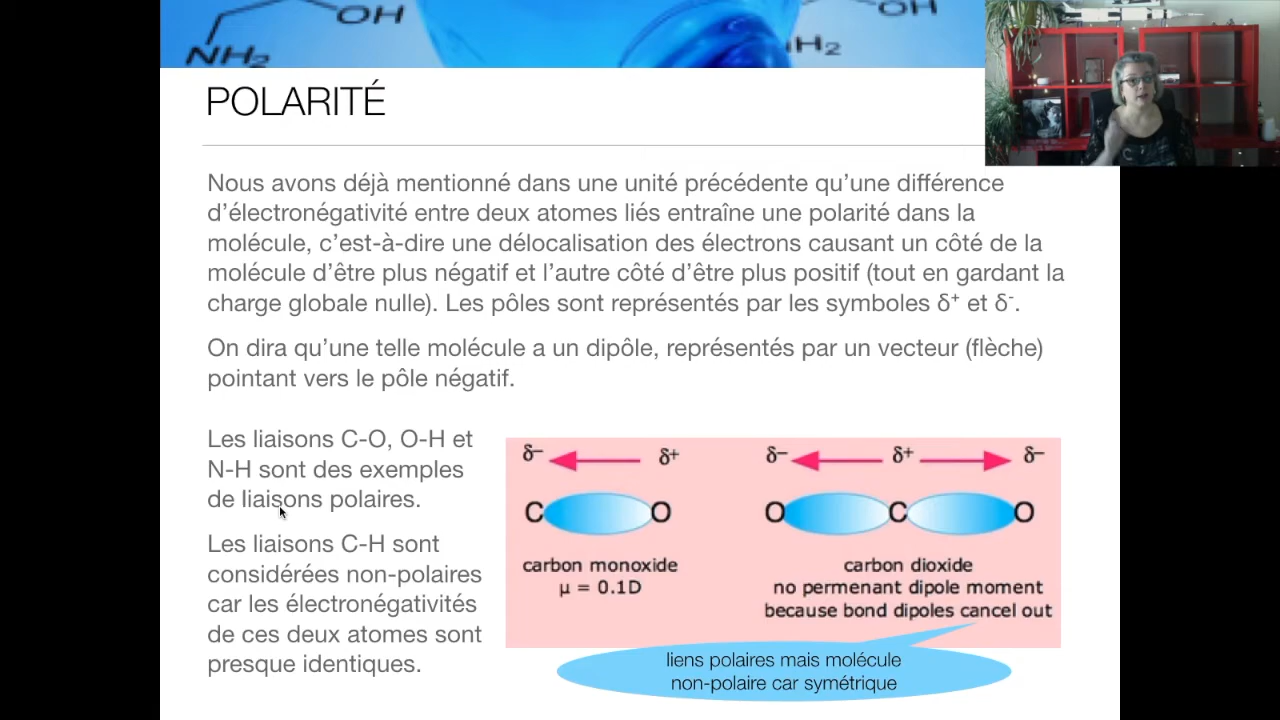 OH
OH
NH₂
H₂
POLARITÉ
Nous avons déjà mentionné dans une unité précédente qu’une différence
d’électronégativité entre deux atomes liés entraîne une polarité dans la
molécule, c’est-à-dire une délocalisation des électrons causant un côté de la
molécule d’être plus négatif et l’autre côté d’être plus positif (tout en gardant la
charge globale nulle). Les pôles sont représentés par les symboles δ⁺ et δ⁻.
On dira qu’une telle molécule a un dipôle, représentés par un vecteur (flèche)
pointant vers le pôle négatif.
Les liaisons C-O, O-H et
N-H sont des exemples
de liaisons polaires.
Les liaisons C-H sont
considérées non-polaires
car les électronégativités
de ces deux atomes sont
presque identiques.
δ− δ+ δ− δ+ δ−
C O O C O
carbon monoxide
μ = 0.1D
carbon dioxide
no permenant dipole moment
because bond dipoles cancel out
liens polaires mais molécule
non-polaire car symétrique